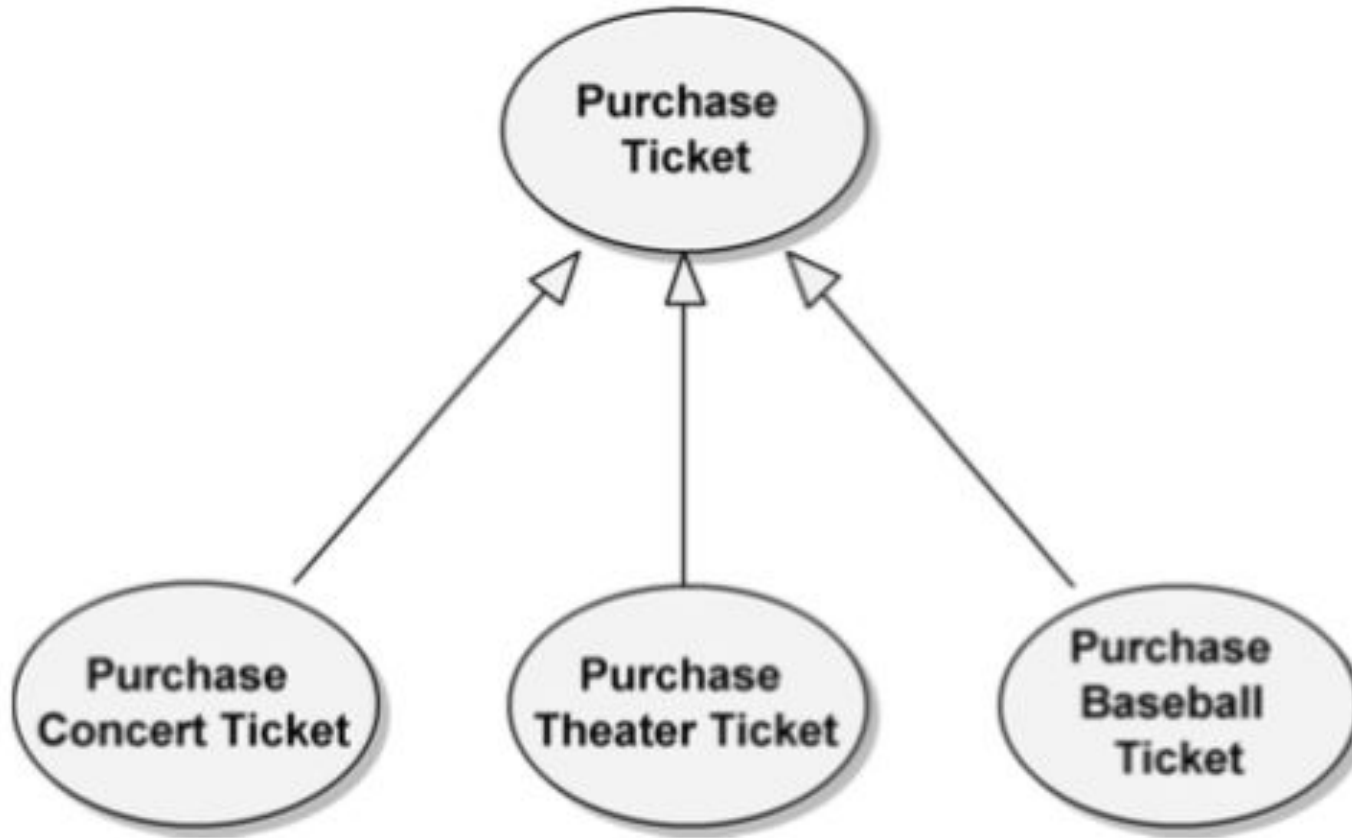 Purchase
Ticket
Purchase
Concert Ticket
Purchase
Theater Ticket
Purchase
Baseball
Ticket